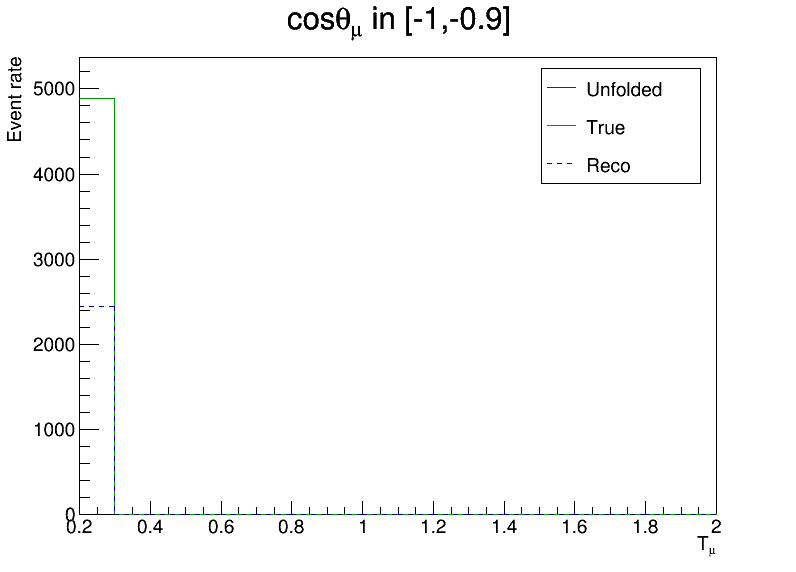 cosθμ in [-1,-0.9]
Event rate
5000
4000
3000
2000
1000
0
Unfolded
True
Reco
0.2 0.4 0.6 0.8 1 1.2 1.4 1.6 1.8 2
Tμ